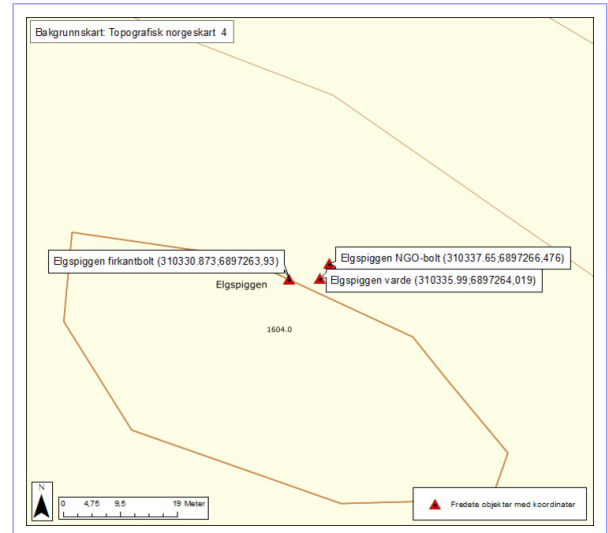 Bakgrunnskart: Topografisk norgeskart 4
Elgspiggen firkantbolt (310330.873;6897263,93)
Elgspiggen NGO-bolt (310337.65;6897266,476)
Elgspiggen varde (310335.99;6897264,019)
Elgspiggen
1604.0
N
0 4,75 9,5 19 Meter
Fredete objekter med koordinater